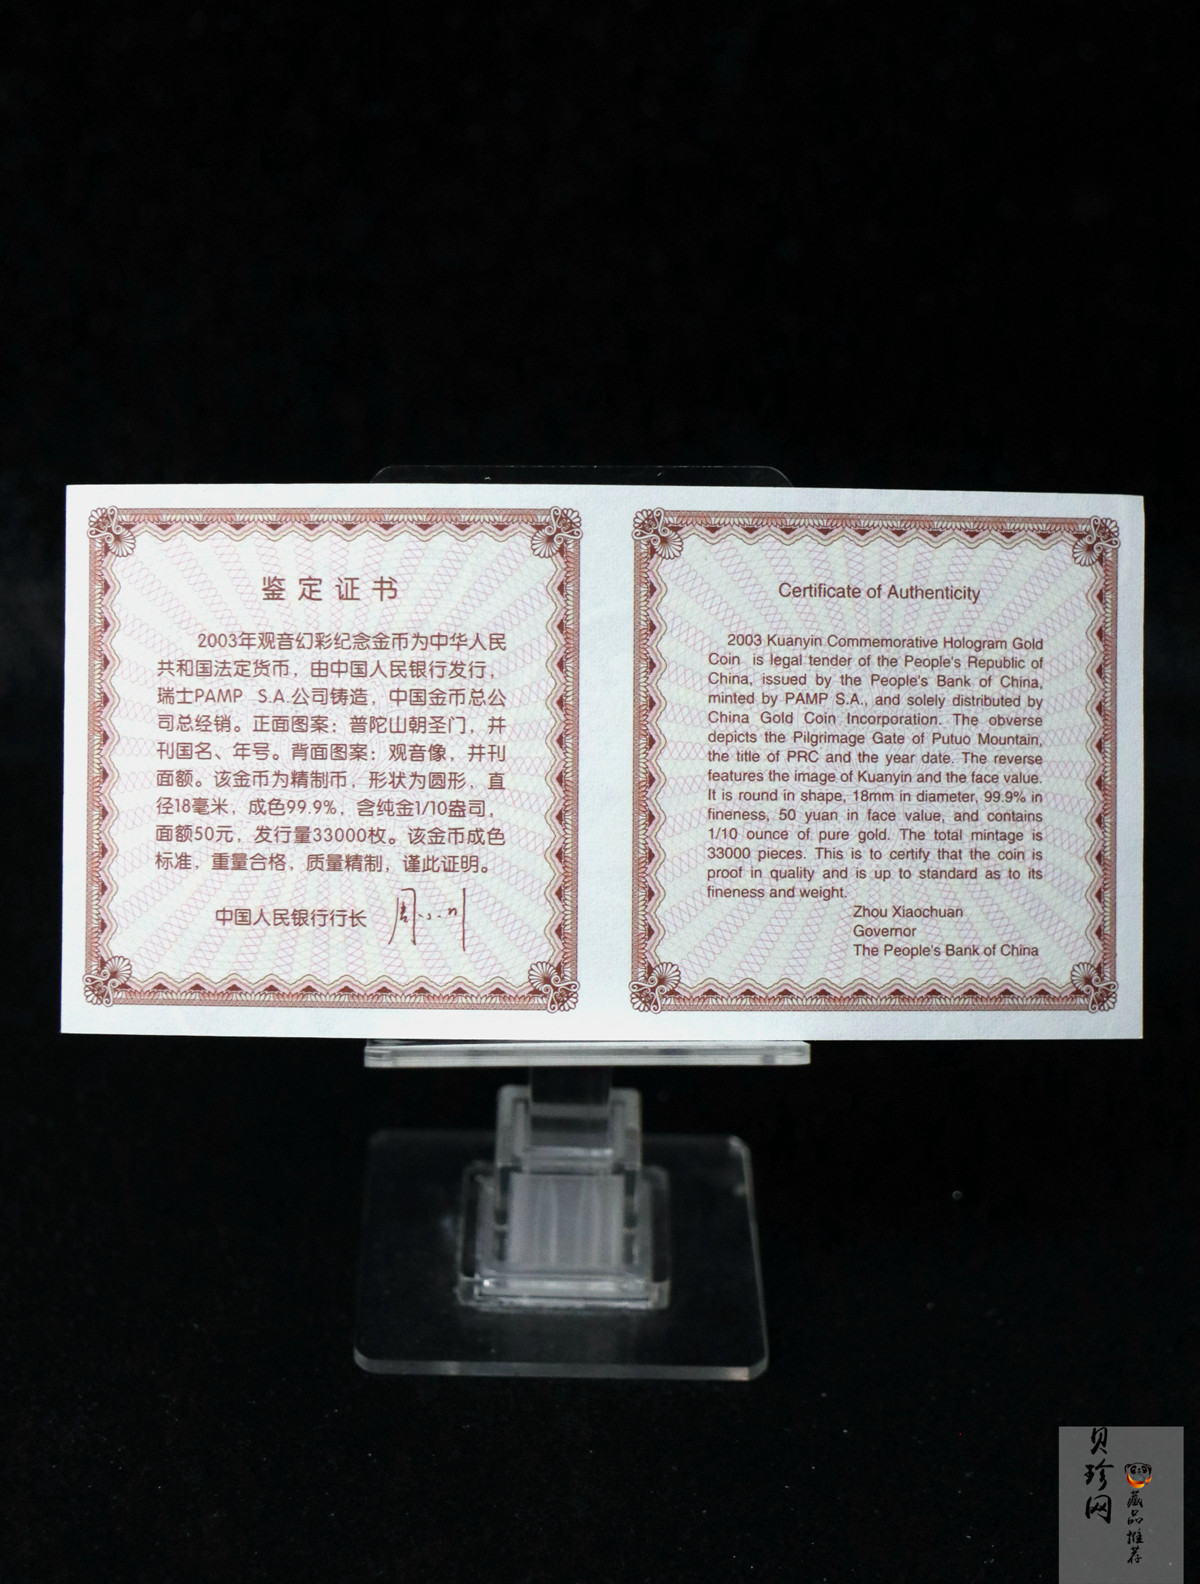 鉴定证书
2003年观音幻彩纪念金币为中华人民
共和国法定货币，由中国人民银行发行，
瑞士PAMP S.A.公司铸造，中国金币总公
司总经销。正面图案：普陀山朝圣门，并
刊国名、年号。背面图案：观音像，并刊
面额。该金币为精制币，形状为圆形，直
径18毫米，成色99.9%，含纯金1/10盎司，
面额50元，发行量33000枚。该金币成色
标准，重量合格，质量精制，谨此证明。
中国人民银行行长 周小川
Certificate of Authenticity
2003 Kuanyin Commemorative Hologram Gold
Coin is legal tender of the People's Republic of
China, issued by the People's Bank of China,
minted by PAMP S.A., and solely distributed by
China Gold Coin Incorporation. The obverse
depicts the Pilgrimage Gate of Putuo Mountain,
the title of PRC and the year date. The reverse
features the image of Kuanyin and the face value.
It is round in shape, 18mm in diameter, 99.9% in
fineness, 50 yuan in face value, and contains
1/10 ounce of pure gold. The total mintage is
33000 pieces. This is to certify that the coin is
proof in quality and is up to standard as to its
fineness and weight.
Zhou Xiaochuan
Governor
The People's Bank of China
贝珍网
藏品推荐